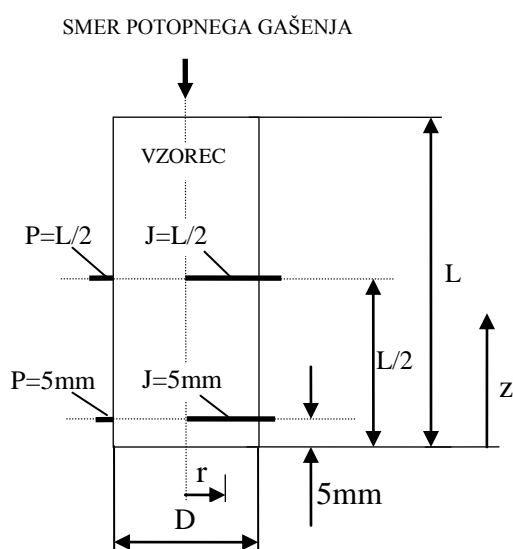 SMER POTOPNEGA GAŠENJA
VZOREC
P=L/2 J=L/2
L
L/2
P=5mm J=5mm
z
r
5mm
D